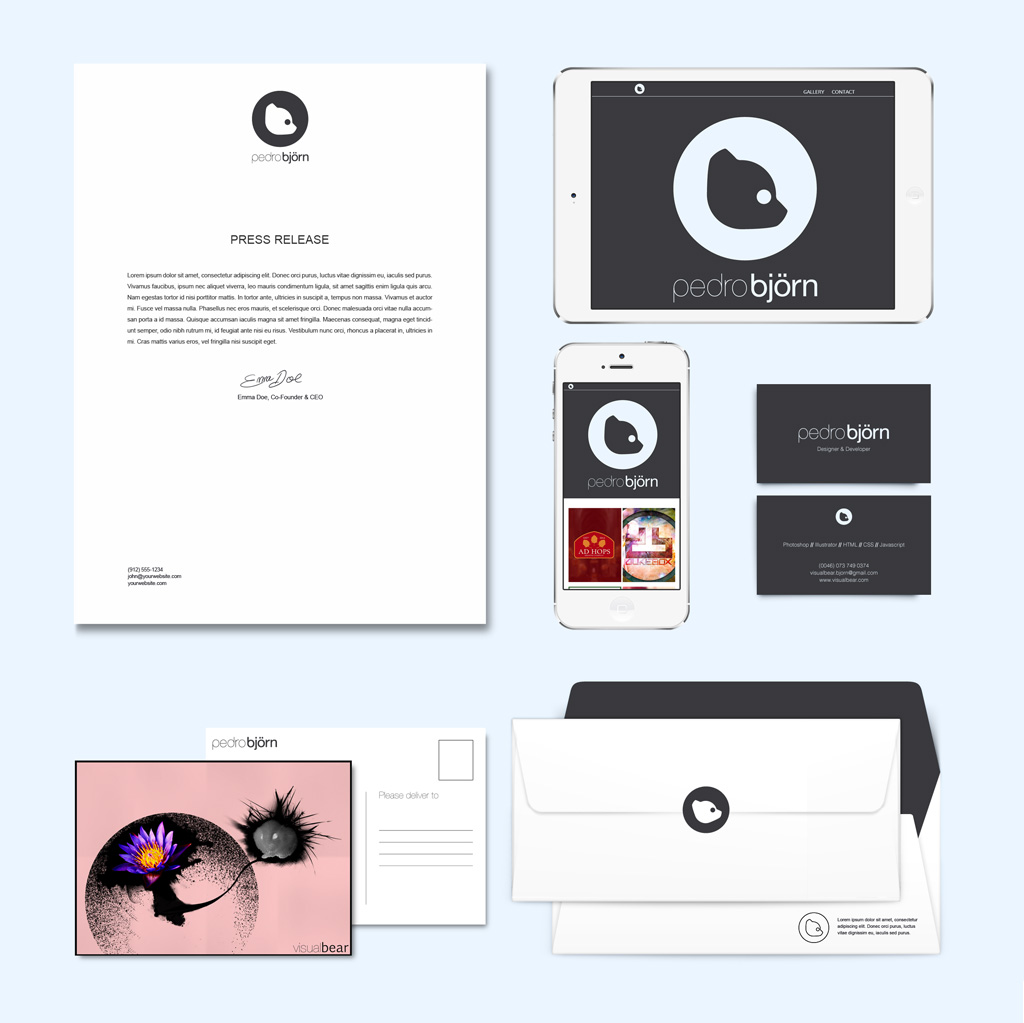 pedrobjörn
PRESS RELEASE
Lorem ipsum dolor sit amet, consectetur adipiscing elit. Donec orci purus, luctus vitae dignissim eu, iaculis sed purus.
Vivamus faucibus, ipsum nec aliquet viverra, leo mauris condimentum ligula, sit amet sagittis enim ligula quis arcu.
Nam egestas tortor id nisi porttitor mattis. In tortor ante, ultricies in suscipit a, tempus non massa. Vivamus et auctor
mi. Fusce vel massa nulla. Phasellus nec eros mauris, et scelerisque orci. Donec malesuada orci vitae nulla accum-
san porta a id massa. Quisque accumsan iaculis magna sit amet fringilla. Maecenas consequat, magna eget tincid-
unt semper, odio nibh rutrum mi, id feugiat ante nisi eu risus. Vestibulum nunc orci, rhoncus a placerat in, ultricies in
mi. Cras mattis varius eros, vel fringilla nisi suscipit eget.
Emma Doe
Emma Doe, Co-Founder & CEO
(912) 555-1234
john@yourwebsite.com
yourwebsite.com
GALLERY CONTACT
pedrobjörn
pedrobjörn
AD HOPS
JUKEBOX
pedrobjörn
Designer & Developer
Photoshop // Illustrator // HTML // CSS // Javascript
(0046) 073 749 0374
visualbear.bjorn@gmail.com
www.visualbear.com
pedrobjörn
Please deliver to
visualbear
Lorem ipsum dolor sit amet, consectetur
adipiscing elit. Donec orci purus, luctus
vitae dignissim eu, iaculis sed purus.